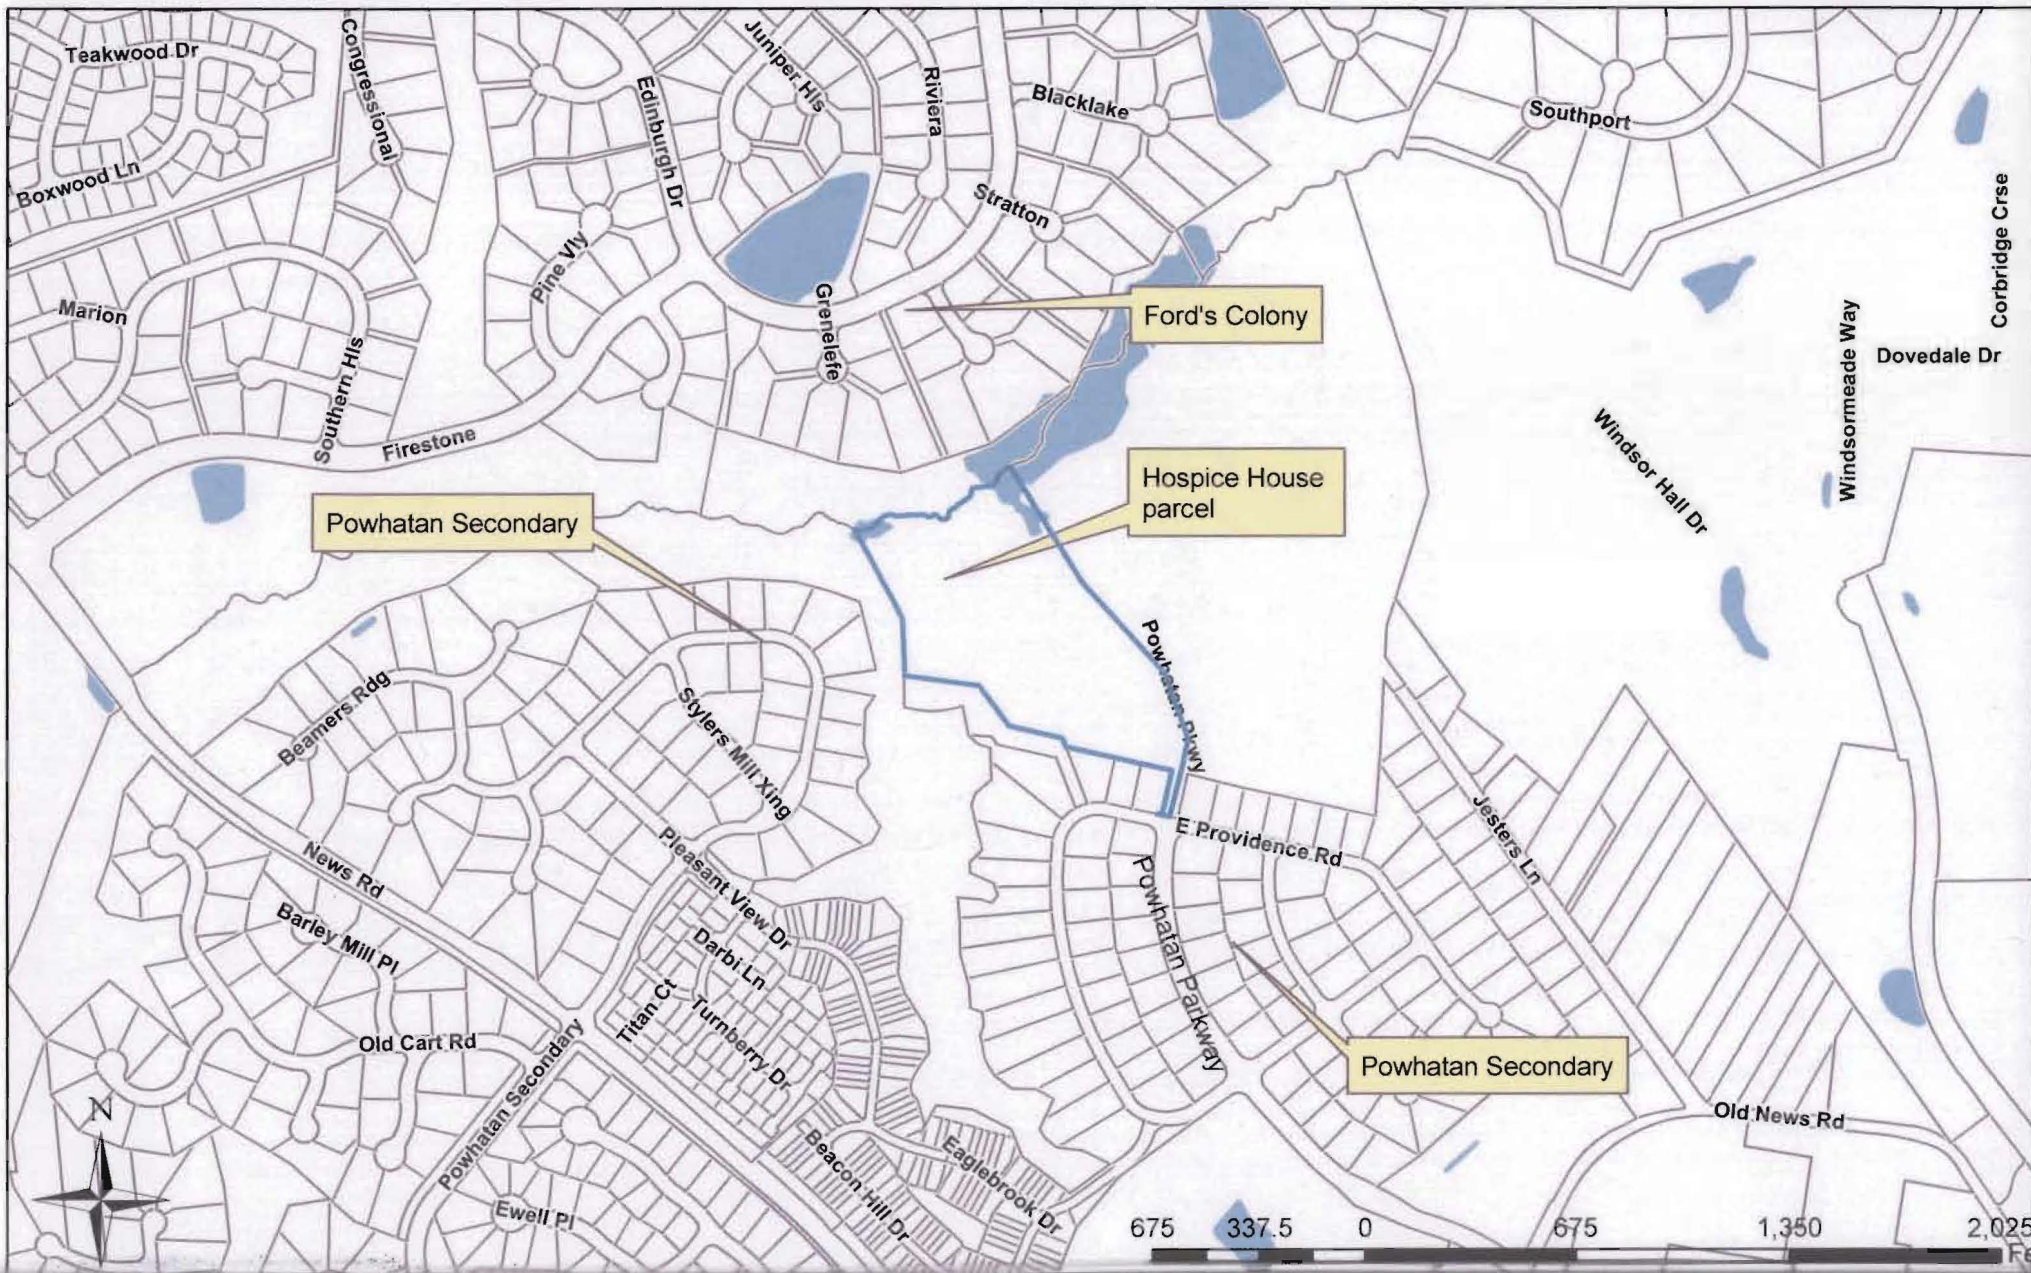 Teakwood Dr
Congressional
Juniper Hls
Riviera
Edinburgh Dr
Blacklake
Southport
Boxwood Ln
Stratton
Corbridge Crse
Pine Vly
Marion
Grenelefe
Ford's Colony
Windsormeade Way
Dovedale Dr
Southern Hls
Firestone
Windsor Hall Dr
Hospice House
parcel
Powhatan Secondary
Powhatan Pkwy
Beamers Rdg
Stylers Mill Xing
Jesters Ln
E Providence Rd
Pleasant View Dr
News Rd
Powhatan Parkway
Barley Mill Pl
Darbi Ln
Titan Ct
Turnberry Dr
Old Cart Rd
Powhatan Secondary
Powhatan Secondary
Old News Rd
N
Beacon Hill Dr
Eaglebrook Dr
Ewell Pl
675 337.5 0 675 1,350 2,025
Fe